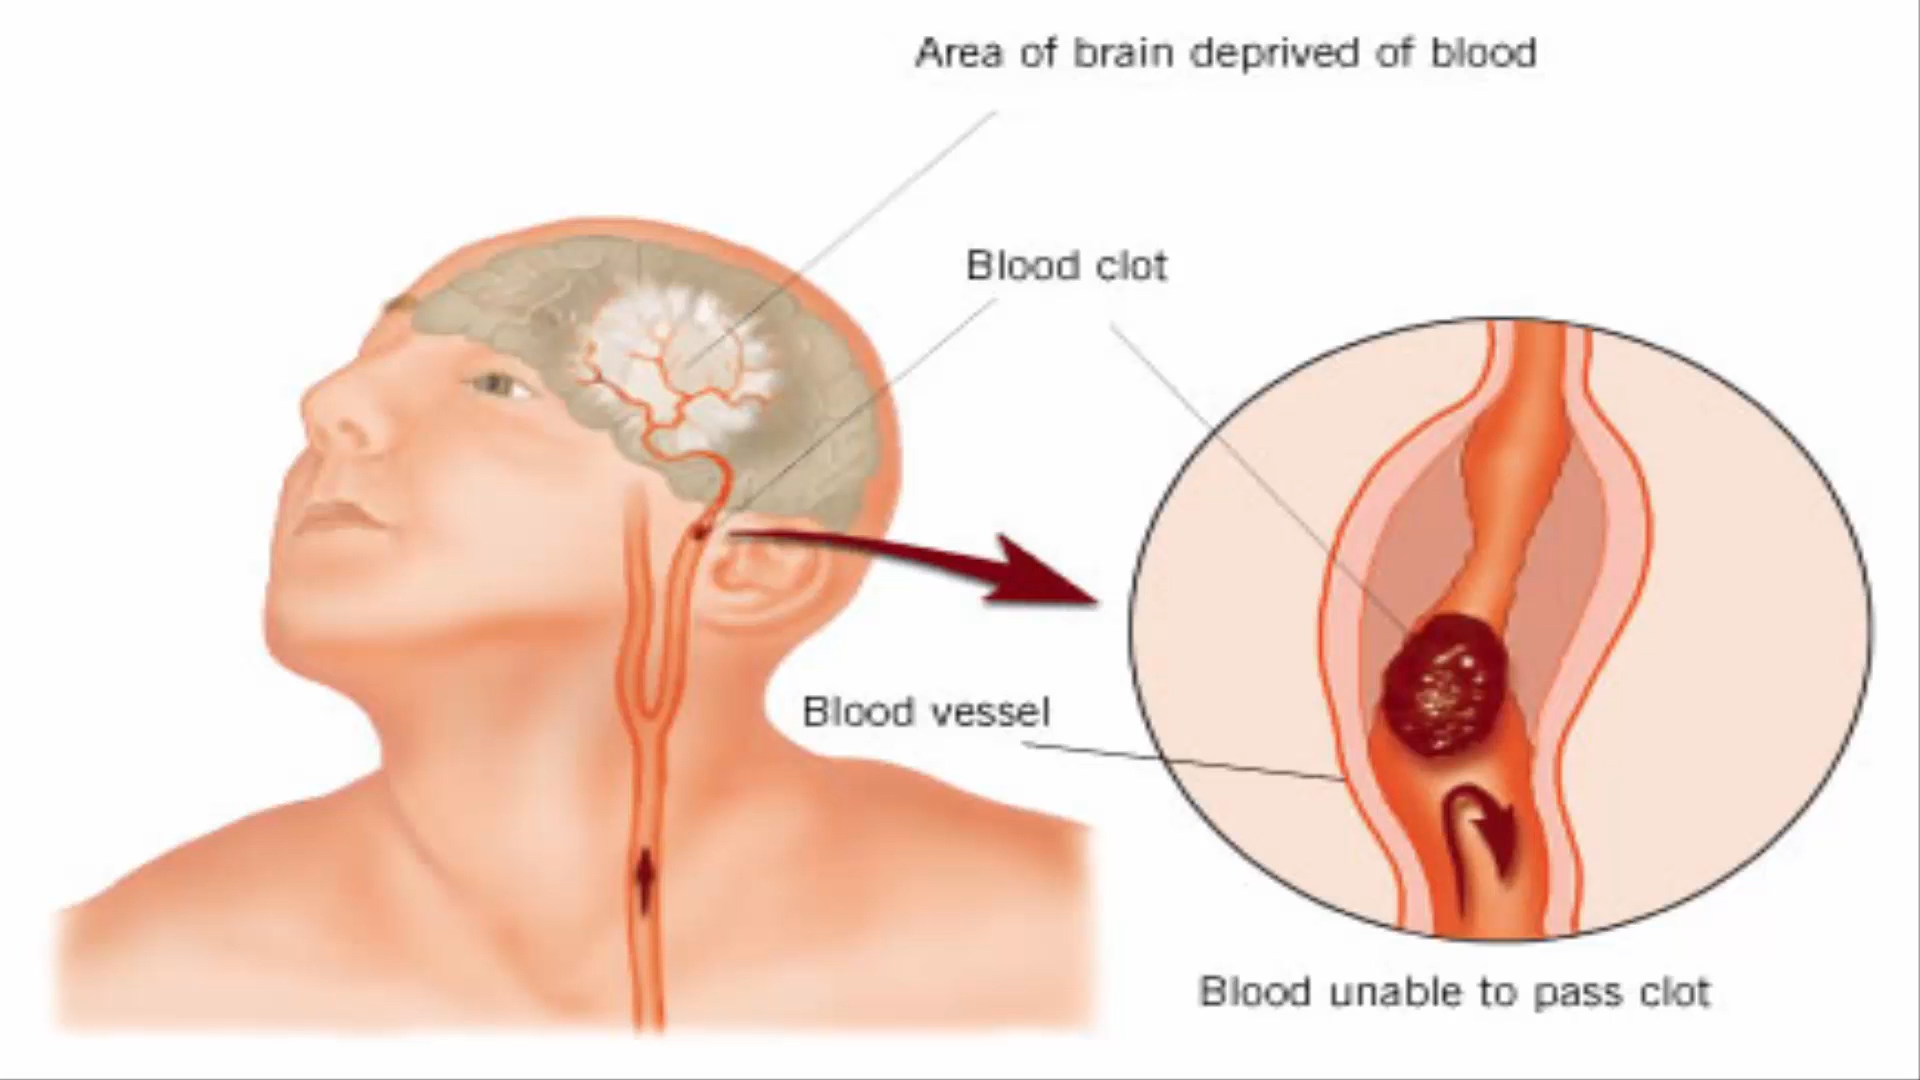 Area of brain deprived of blood
Blood clot
Blood vessel
Blood unable to pass clot